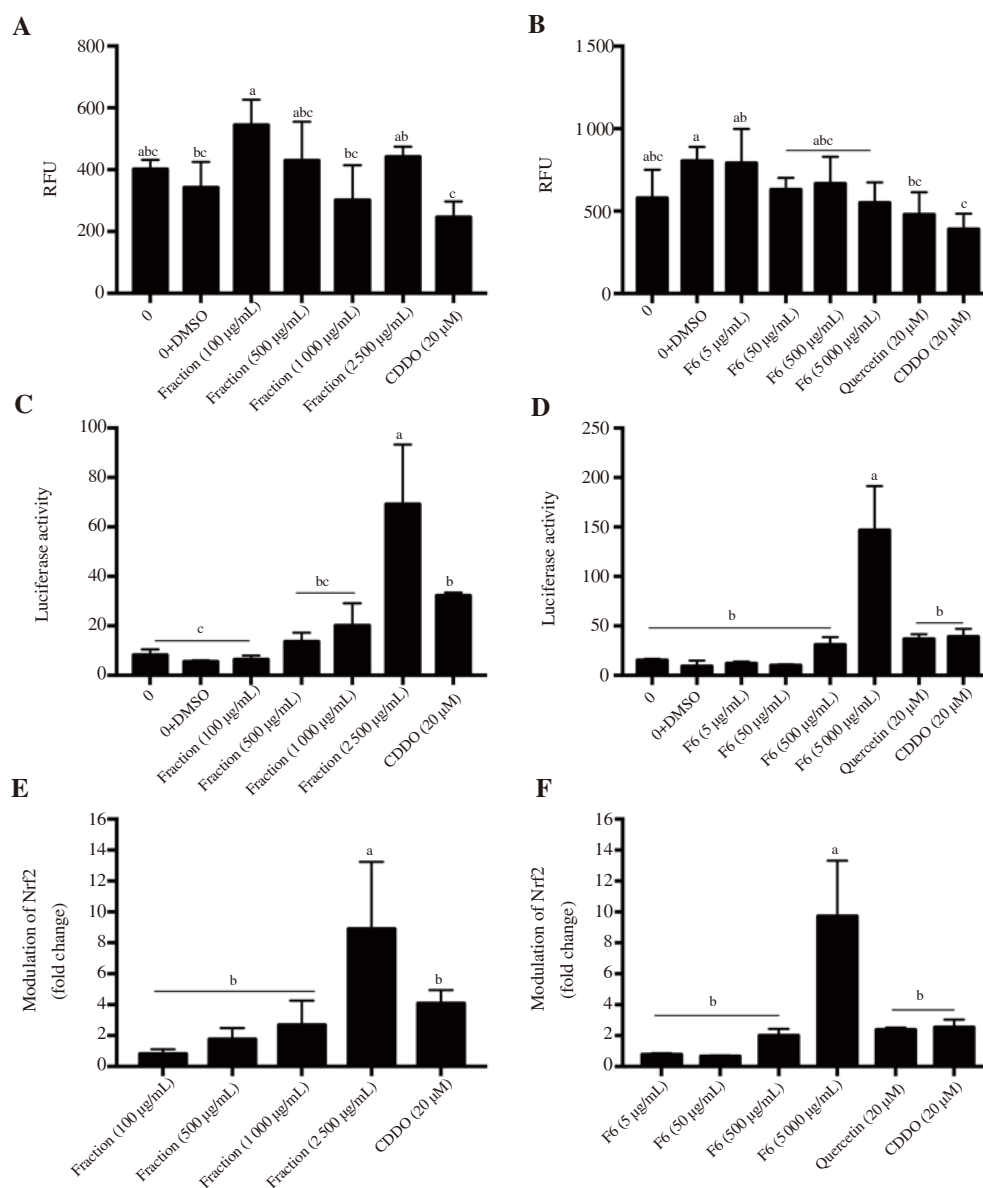 A
800
600
400
200
0
RFU
abc
bc
a
abc
bc
ab
c
0
0+DMSO
Fraction (100 μg/mL)
Fraction (500 μg/mL)
Fraction (1 000 μg/mL)
Fraction (2 500 μg/mL)
CDDO (20 μM)
B
1 500
1 000
500
0
RFU
abc
a
ab
abc
bc
c
0
0+DMSO
F6 (5 μg/mL)
F6 (50 μg/mL)
F6 (500 μg/mL)
F6 (5 000 μg/mL)
Quercetin (20 μM)
CDDO (20 μM)
C
100
80
60
40
20
0
Luciferase activity
c
bc
a
b
0
0+DMSO
Fraction (100 μg/mL)
Fraction (500 μg/mL)
Fraction (1 000 μg/mL)
Fraction (2 500 μg/mL)
CDDO (20 μM)
D
250
200
150
100
50
0
Luciferase activity
b
a
b
0
0+DMSO
F6 (5 μg/mL)
F6 (50 μg/mL)
F6 (500 μg/mL)
F6 (5 000 μg/mL)
Quercetin (20 μM)
CDDO (20 μM)
E
16
14
12
10
8
6
4
2
0
Modulation of Nrf2
(fold change)
b
a
b
Fraction (100 μg/mL)
Fraction (500 μg/mL)
Fraction (1 000 μg/mL)
Fraction (2 500 μg/mL)
CDDO (20 μM)
F
16
14
12
10
8
6
4
2
0
Modulation of Nrf2
(fold change)
b
a
b
F6 (5 μg/mL)
F6 (50 μg/mL)
F6 (500 μg/mL)
F6 (5 000 μg/mL)
Quercetin (20 μM)
CDDO (20 μM)